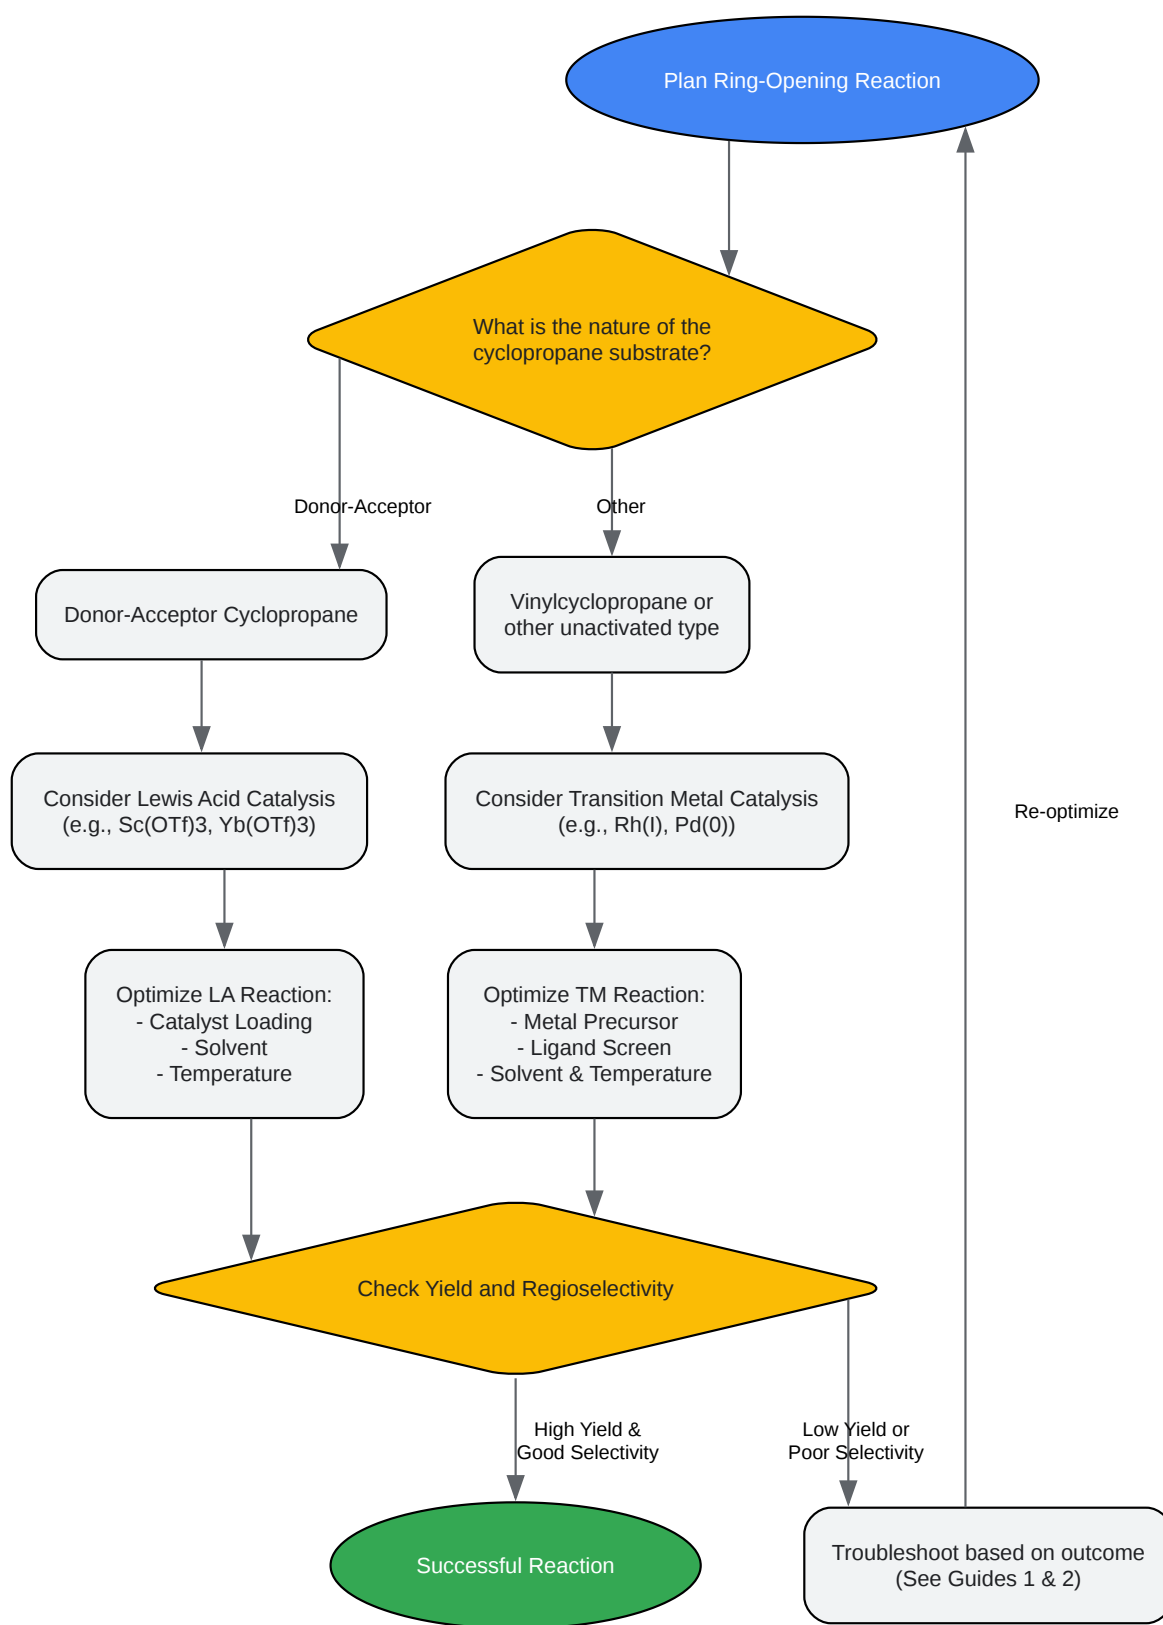 Plan Ring-Opening Reaction
What is the nature of the
cyclopropane substrate?
Donor-Acceptor
Other
Donor-Acceptor Cyclopropane
Vinylcyclopropane or
other unactivated type
Consider Lewis Acid Catalysis
(e.g., Sc(OTf)3, Yb(OTf)3)
Consider Transition Metal Catalysis
(e.g., Rh(I), Pd(0))
Re-optimize
Optimize LA Reaction:
- Catalyst Loading
- Solvent
- Temperature
Optimize TM Reaction:
- Metal Precursor
- Ligand Screen
- Solvent & Temperature
Check Yield and Regioselectivity
High Yield &
Good Selectivity
Low Yield or
Poor Selectivity
Successful Reaction
Troubleshoot based on outcome
(See Guides 1 & 2)